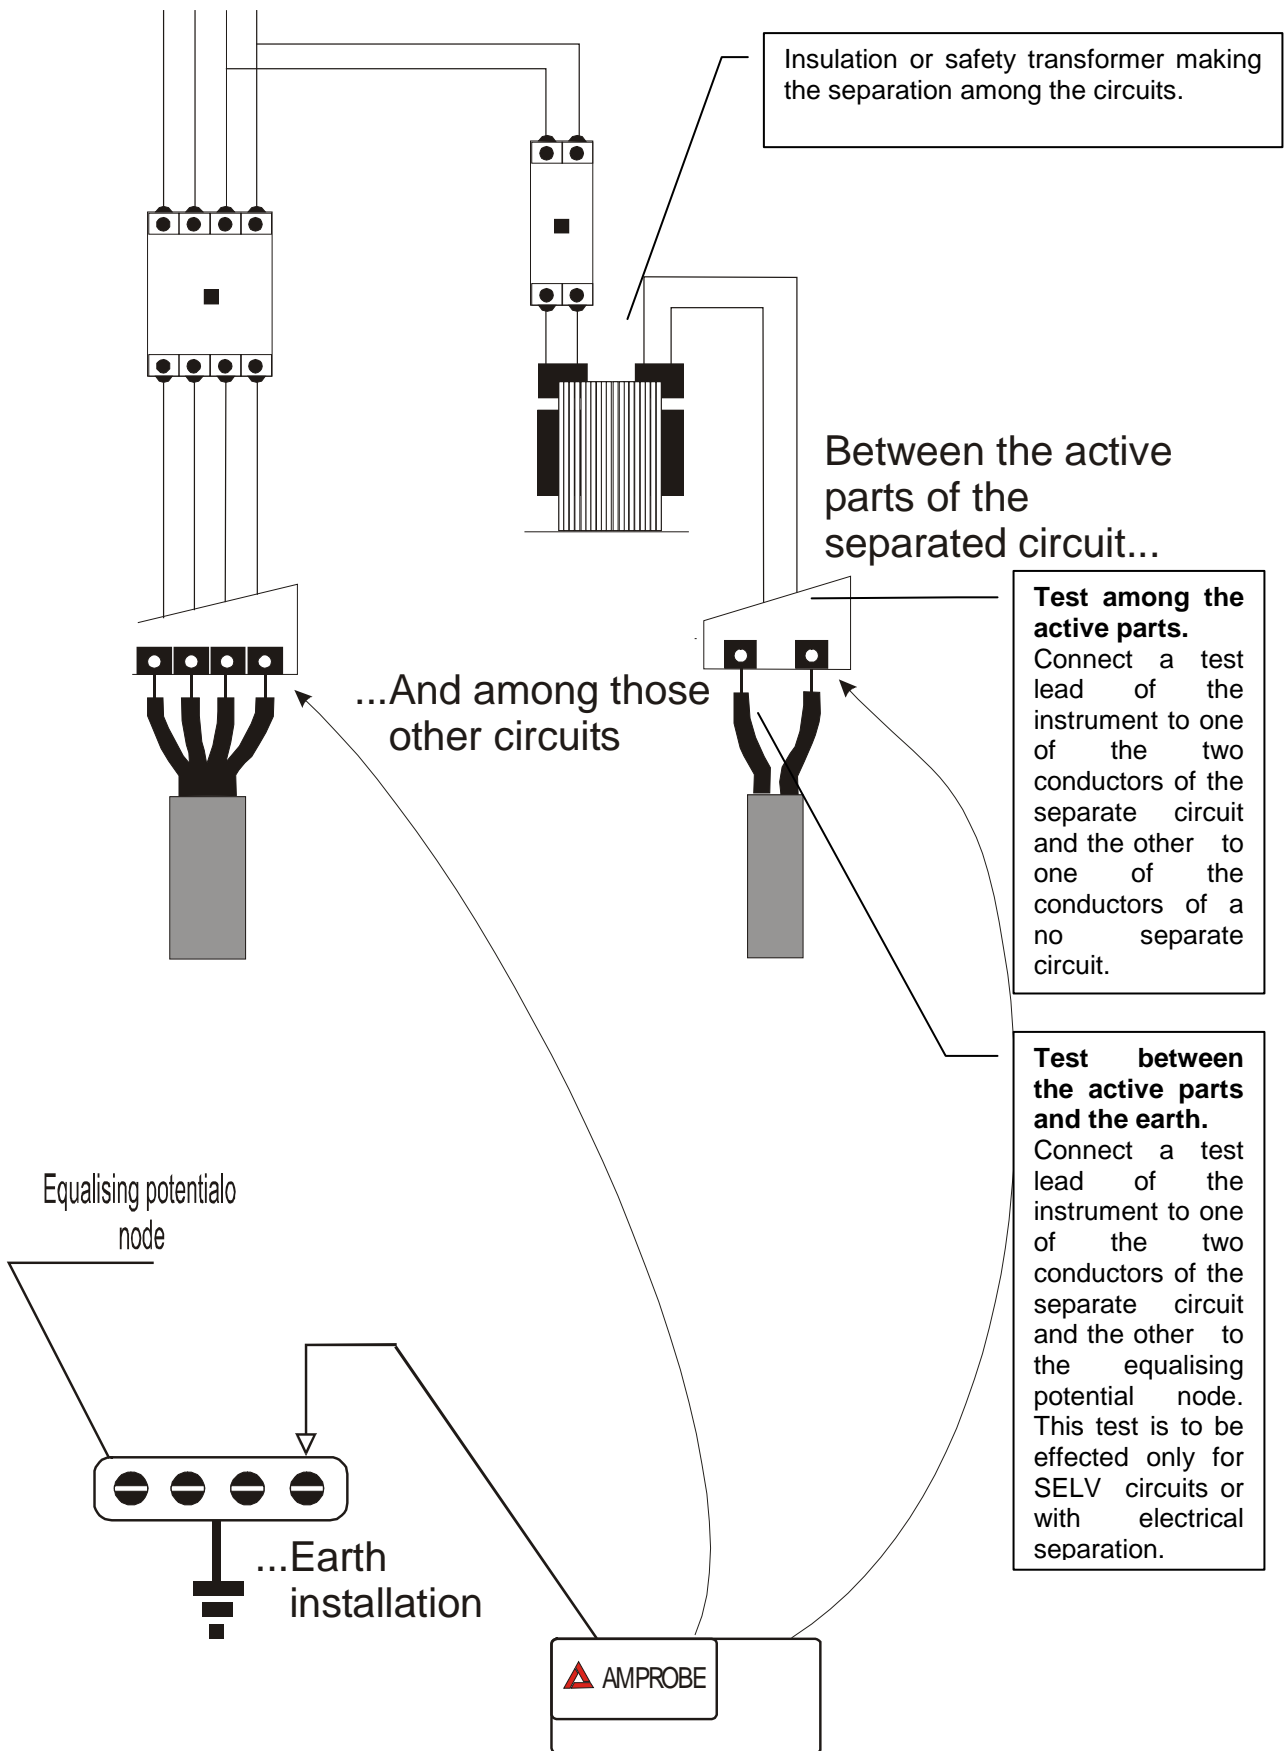 Insulation or safety transformer making
the separation among the circuits.
Between the active
parts of the
separated circuit...
Test among the
active parts.
Connect a test
lead of the
instrument to one
of the two
conductors of the
separate circuit
and the other to
one of the
conductors of a
no separate
circuit.
...And among those
other circuits
Test between
the active parts
and the earth.
Connect a test
lead of the
instrument to one
of the two
conductors of the
separate circuit
and the other to
the equalising
potential node.
This test is to be
effected only for
SELV circuits or
with electrical
separation.
Equalising potentialo
node
...Earth
installation
AMPROBE